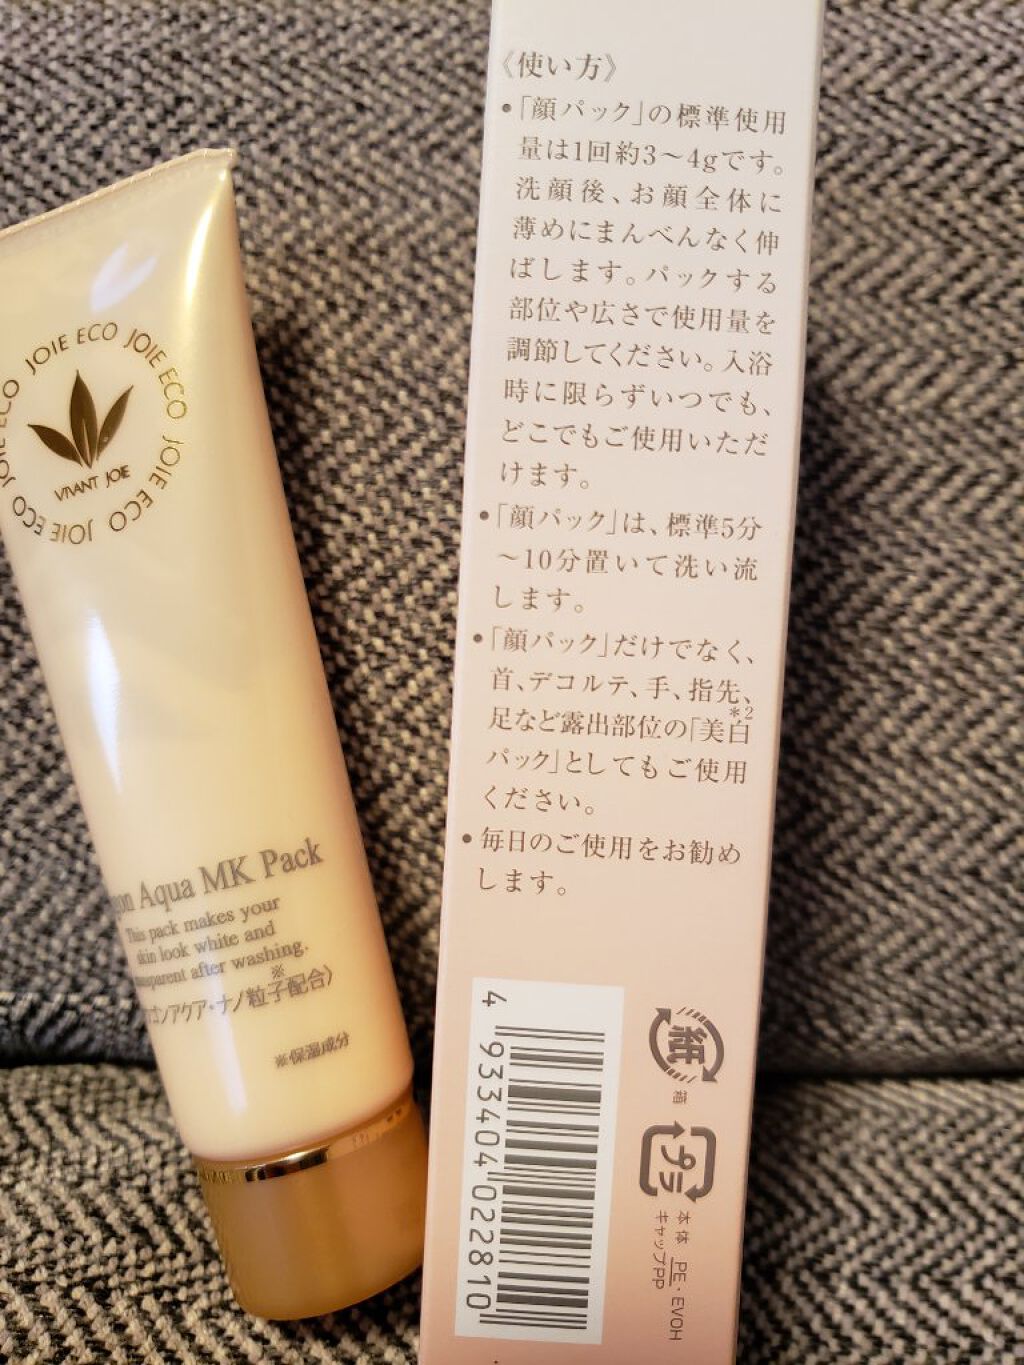 JOIE ECO JOIE ECO JOIE ECO JOIE ECO JOIE ECO
VIVANT JOIE
Aqua MK Pack
This pack makes your
skin look white and
after washing.
アクア・ナノ粒子※配合〉
※保湿成分
《使い方》
•「顔パック」の標準使用
量は1回約3〜4gです。
洗顔後、お顔全体に
薄めにまんべんなく伸
ばします。パックする
部位や広さで使用量を
調節してください。入浴
時に限らずいつでも、
どこでもご使用いただ
けます。
•「顔パック」は、標準5分
〜10分置いて洗い流
します。
•「顔パック」だけでなく、
首、デコルテ、手、指先、
足など露出部位の「美白*2
パック」としてもご使用
ください。
•毎日のご使用をお勧め
します。
4 933404 022810
紙
箱
プラ
本体 PE・EVOH
キャップPP